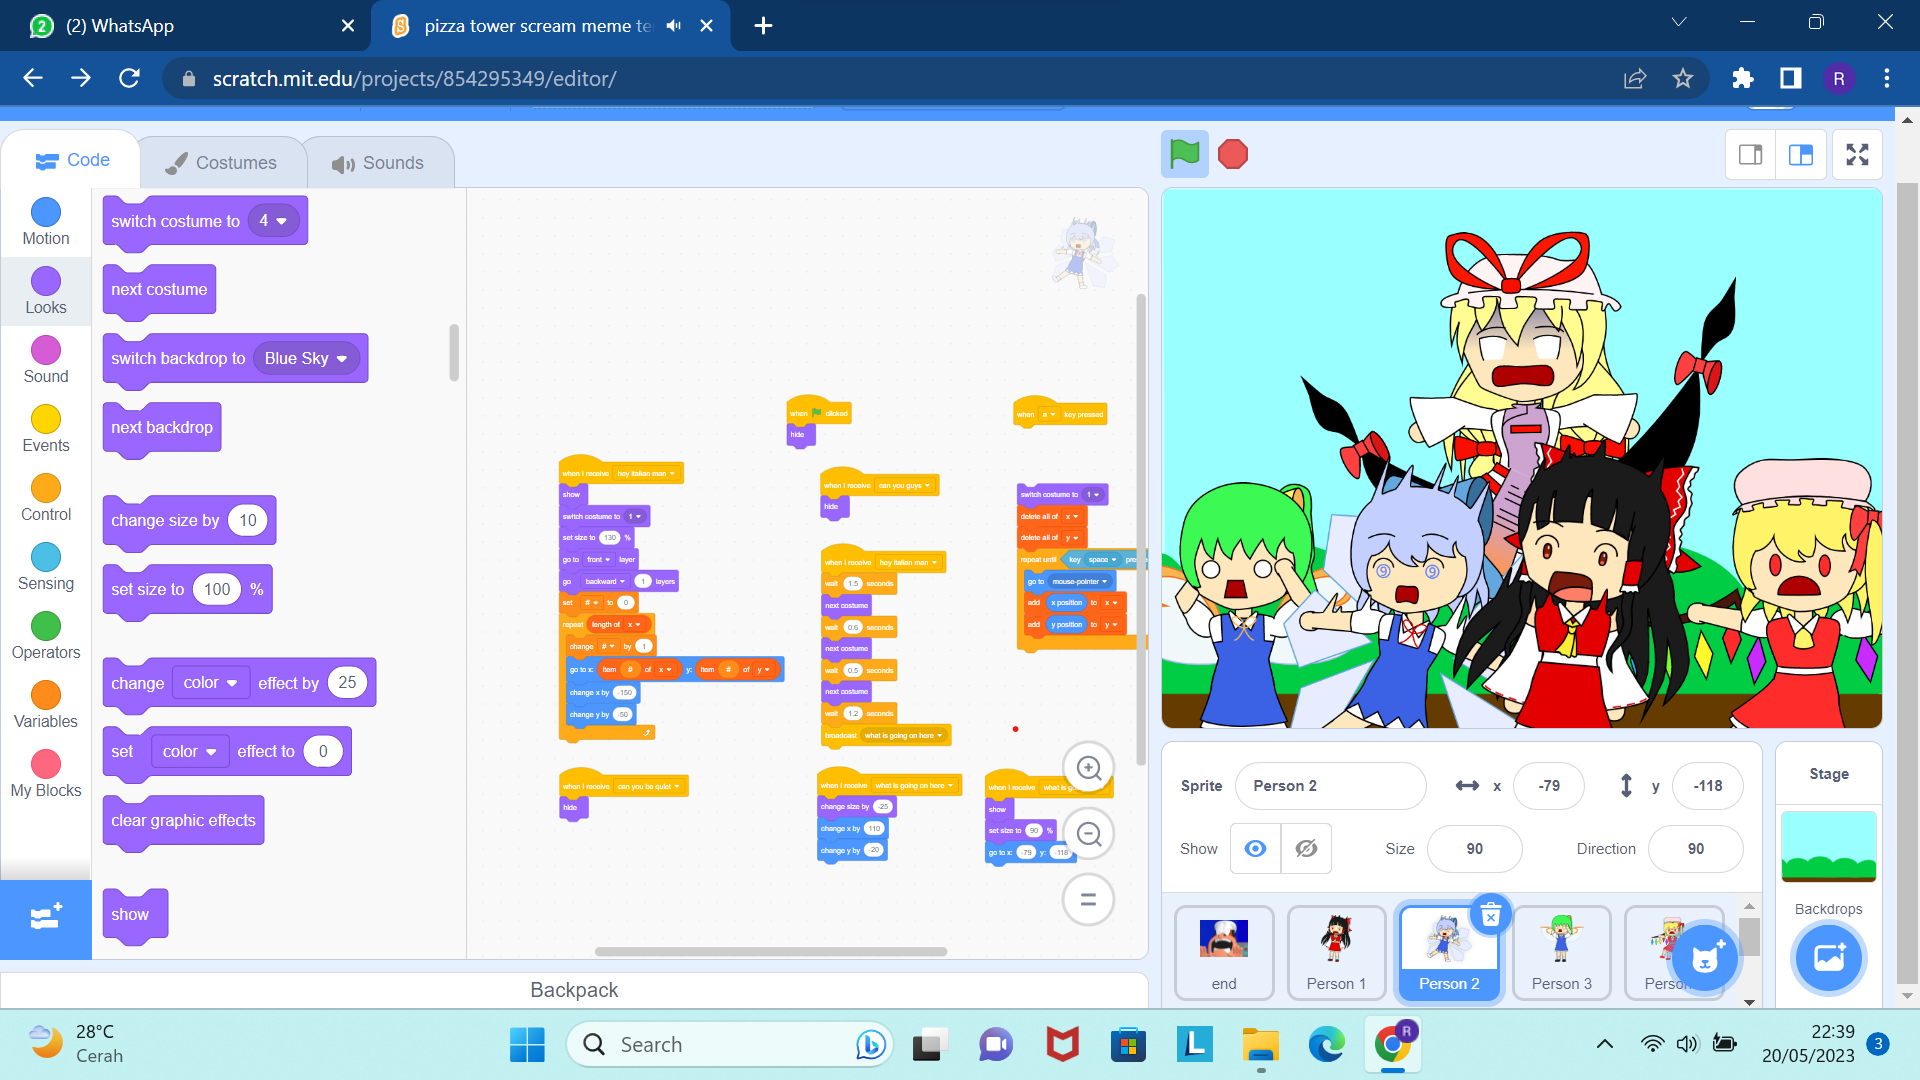 (2) WhatsApp
pizza tower scream meme te
scratch.mit.edu/projects/854295349/editor/
R
Code
Costumes
Sounds
Motion
Looks
Sound
Events
Control
Sensing
Operators
Variables
My Blocks
switch costume to 4
next costume
switch backdrop to Blue Sky
next backdrop
change size by 10
set size to 100 %
change color effect by 25
set color effect to 0
clear graphic effects
show
when clicked
hide
when a key pressed
when I receive hey italian man
show
switch costume to 1
set size to 130 %
go to front layer
go backward 1 layers
set # to 0
repeat length of x
change # by 1
go to x: item # of x y: item # of y
change x by -150
change y by -50
when I receive can you guys
hide
when I receive hey italian man
wait 1.5 seconds
next costume
wait 0.6 seconds
next costume
wait 0.5 seconds
next costume
wait 1.2 seconds
broadcast what is going on here
switch costume to 1
delete all of x
delete all of y
repeat until key space pre
go to mouse-pointer
add x position to x
add y position to y
when I receive can you be quiet
hide
when I receive what is going on here
change size by -25
change x by 110
change y by -20
when I receive what is g
show
set size to 90 %
go to x: -79 y: -118
Backpack
Sprite Person 2 x -79 y -118
Show Size 90 Direction 90
end
Person 1
Person 2
Person 3
Perso
Stage
Backdrops
28°C
Cerah
Search
L
R
22:39
20/05/2023
3